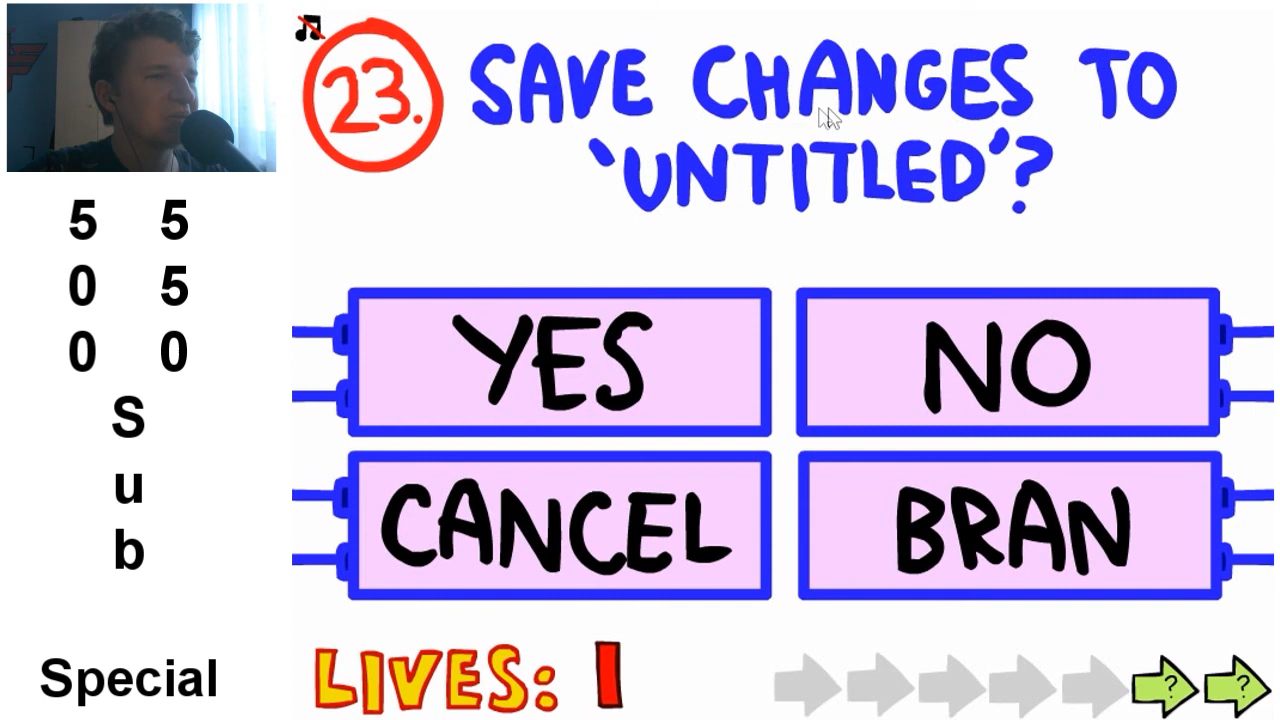 5 5
0 5
0 0
S
u
b
Special
23. SAVE CHANGES TO
'UNTITLED'?
YES
NO
CANCEL
BRAN
LIVES: 1
? ?